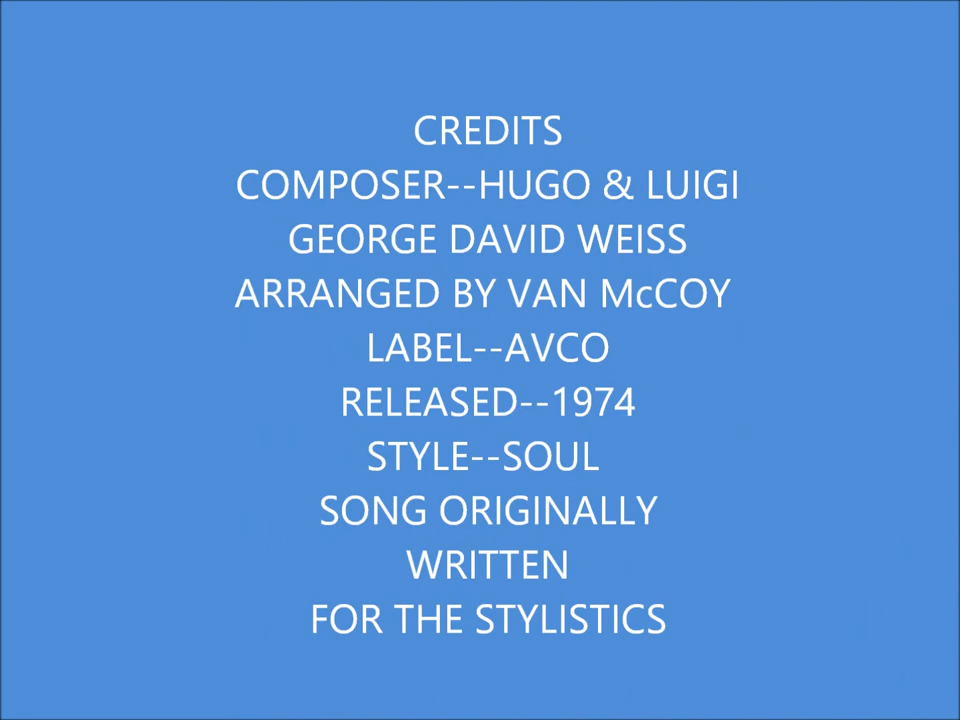 CREDITS
COMPOSER--HUGO & LUIGI
GEORGE DAVID WEISS
ARRANGED BY VAN McCOY
LABEL--AVCO
RELEASED--1974
STYLE--SOUL
SONG ORIGINALLY
WRITTEN
FOR THE STYLISTICS